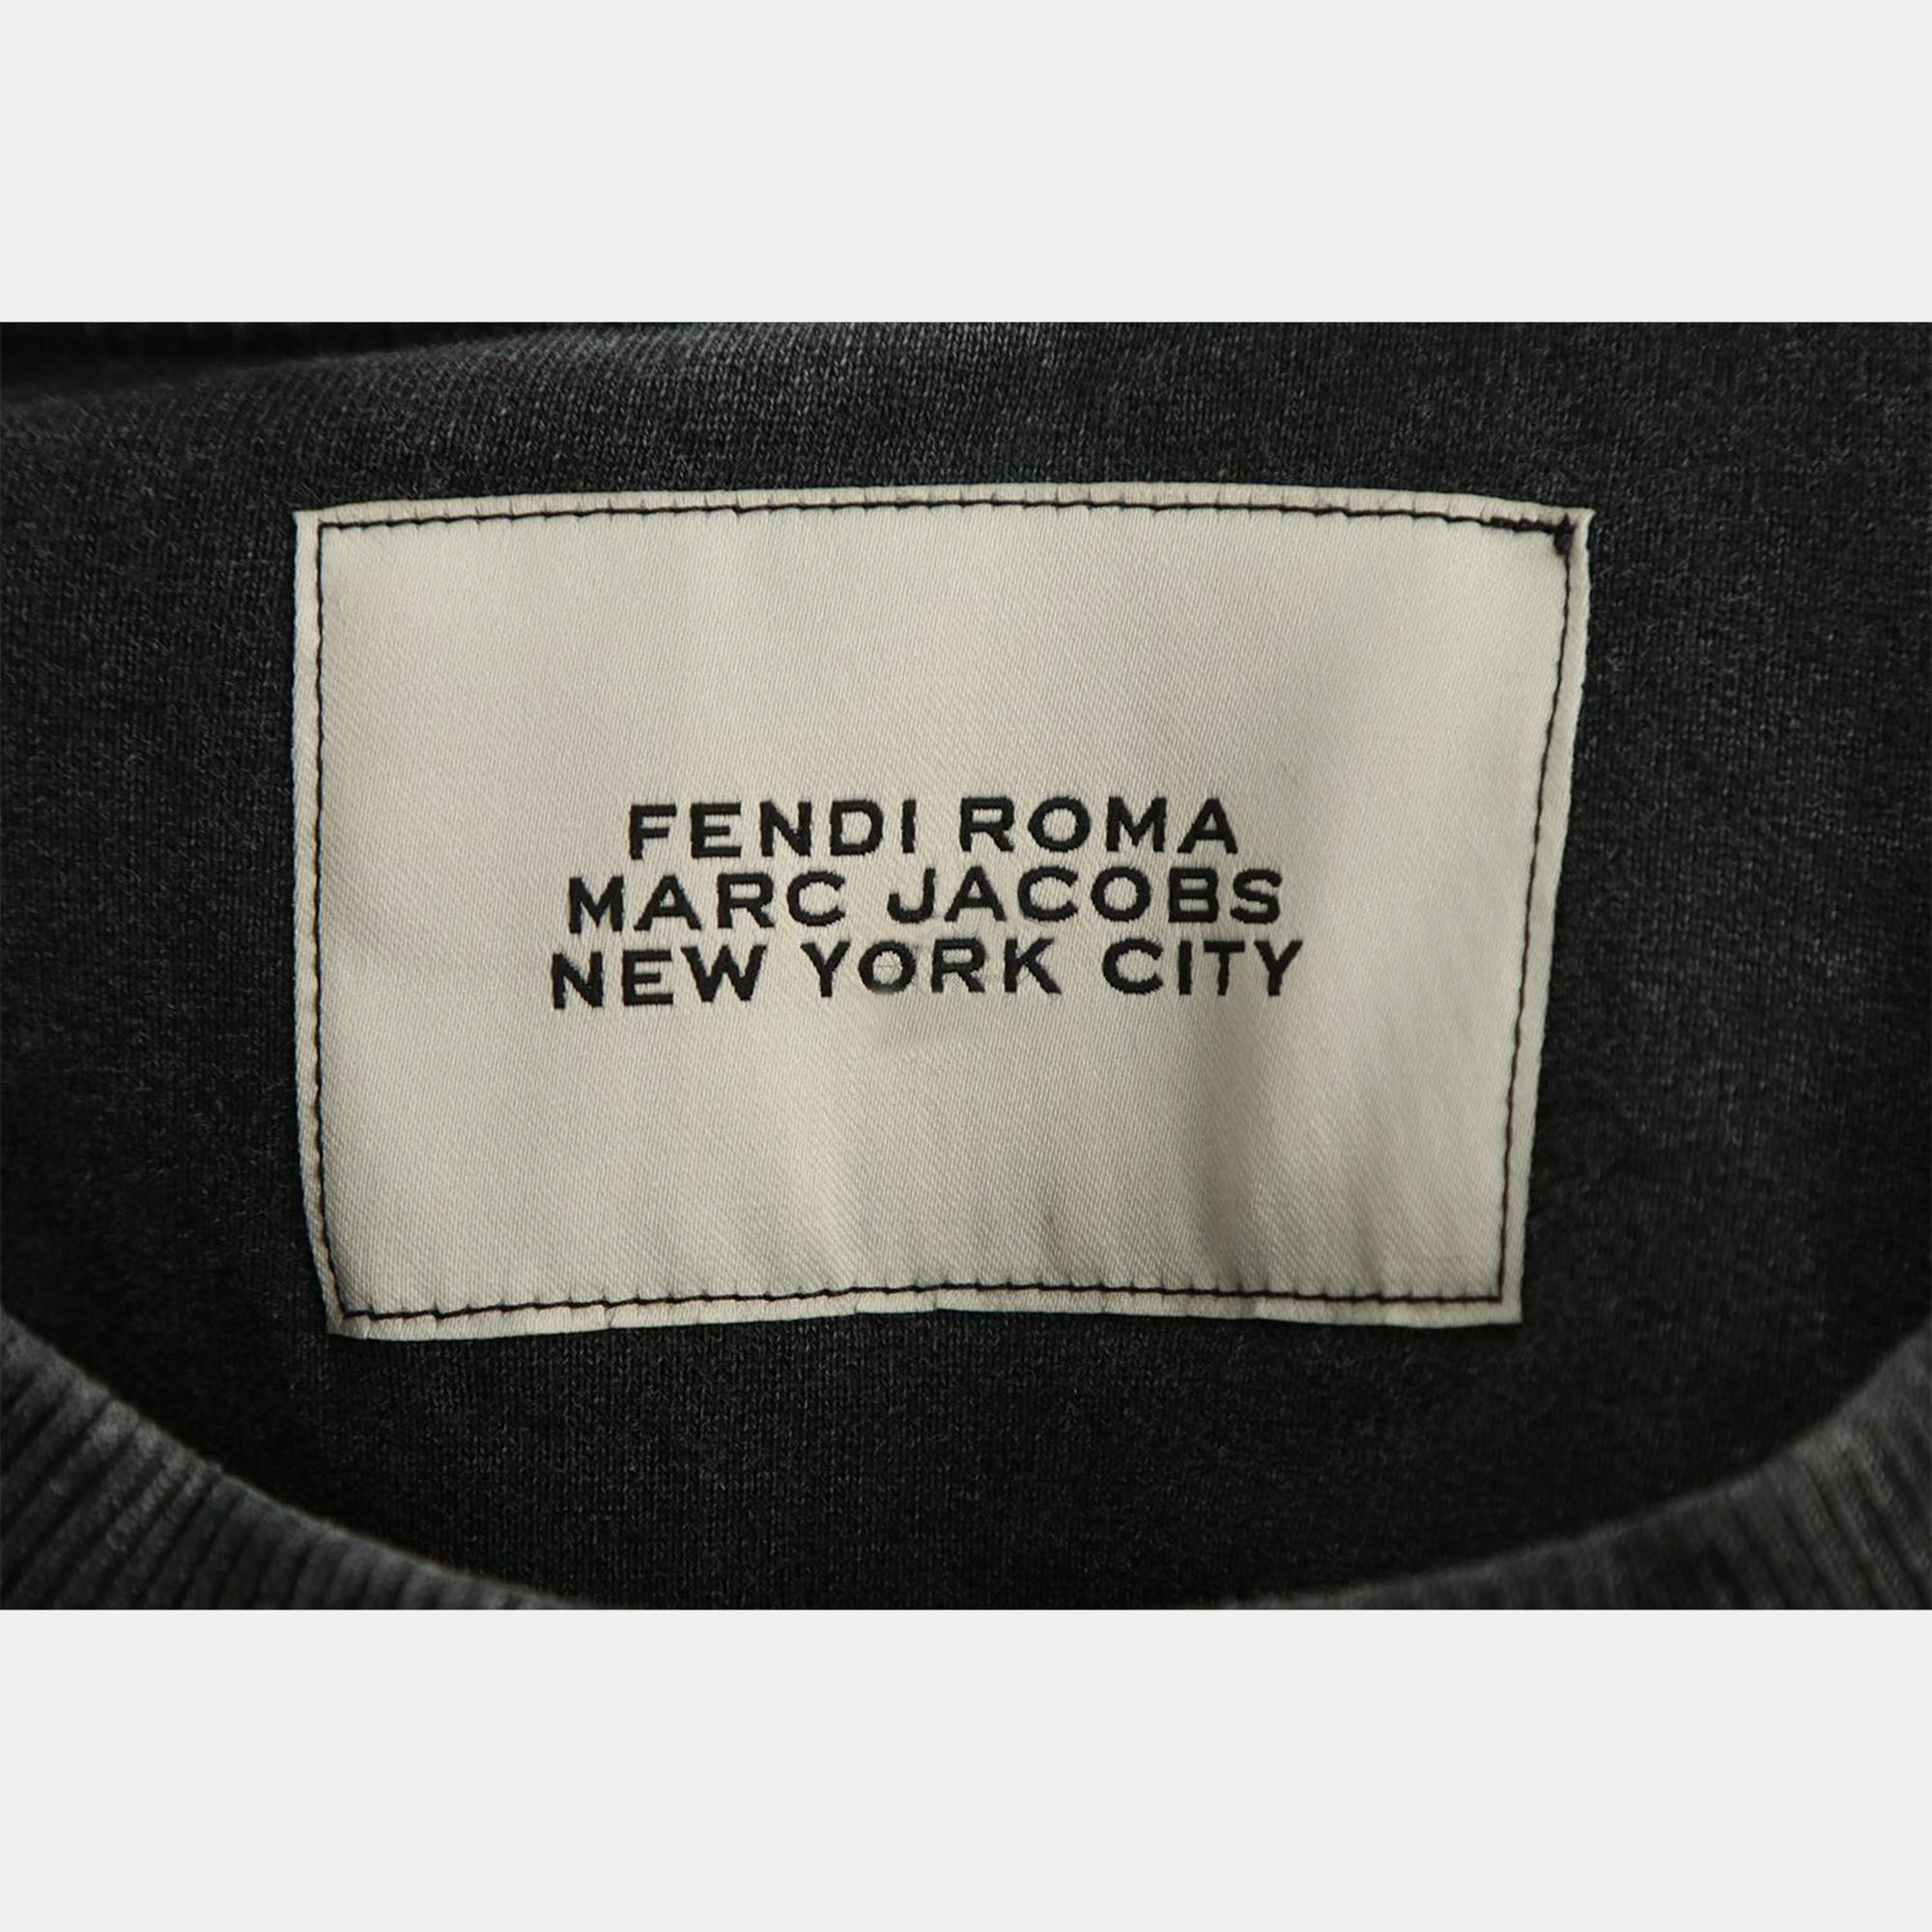 FENDI ROMA
MARC JACOBS
NEW YORK CITY